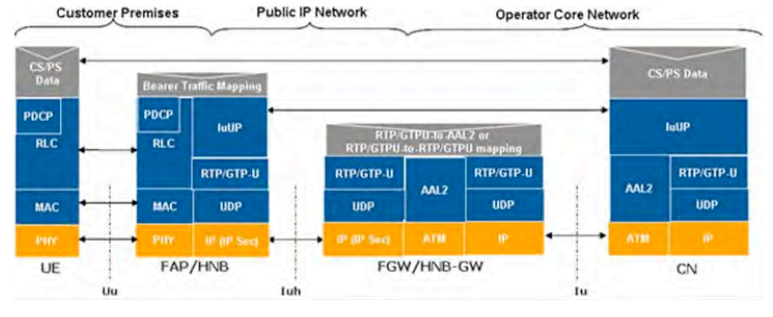 Customer Premises
Public IP Network
Operator Core Network
CS/PS
Data
Bearer Traffic Mapping
CS/PS Data
PDCP
RLC
PDCP
RLC
IuUP
IuUP
RTP/GTPU-to AAL2 or
RTP/GTPU-to-RTP/GTPU mapping
RTP/GTP-U
RTP/GTP-U
AAL2
RTP/GTP-U
AAL2
RTP/GTP-U
MAC
MAC
UDP
UDP
UDP
UDP
PHY
PHY
IP (IP Sec)
IP (IP Sec)
ATM
IP
ATM
IP
UE
FAP/HNB
FGW/HNB-GW
CN
Uu
Iuh
Iu